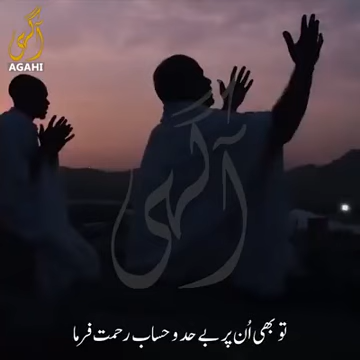 آگہی
AGAHI
آگہی
تو بھی اُن پر بے حد و حساب رحمت فرما